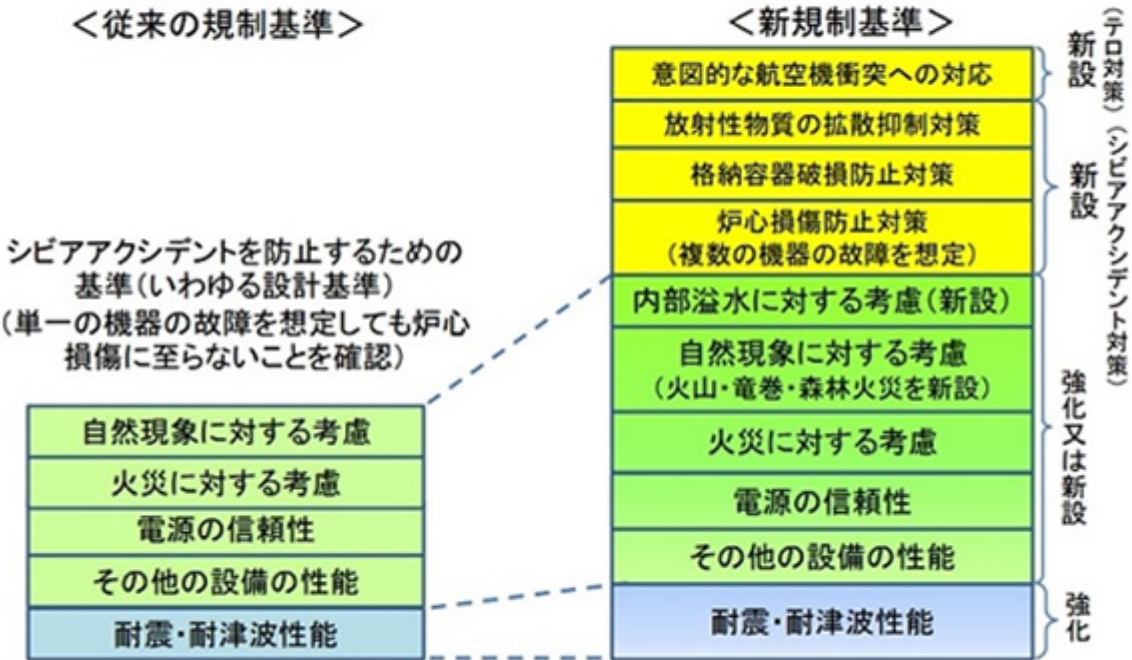 ＜従来の規制基準＞
シビアアクシデントを防止するための
基準（いわゆる設計基準）
（単一の機器の故障を想定しても炉心
損傷に至らないことを確認）
自然現象に対する考慮
火災に対する考慮
電源の信頼性
その他の設備の性能
耐震・耐津波性能
＜新規制基準＞
意図的な航空機衝突への対応
放射性物質の拡散抑制対策
格納容器破損防止対策
炉心損傷防止対策
（複数の機器の故障を想定）
内部溢水に対する考慮（新設）
自然現象に対する考慮
（火山・竜巻・森林火災を新設）
火災に対する考慮
電源の信頼性
その他の設備の性能
耐震・耐津波性能
新設
（テロ対策）
新設
（シビアアクシデント対策）
強化又は新設
強化